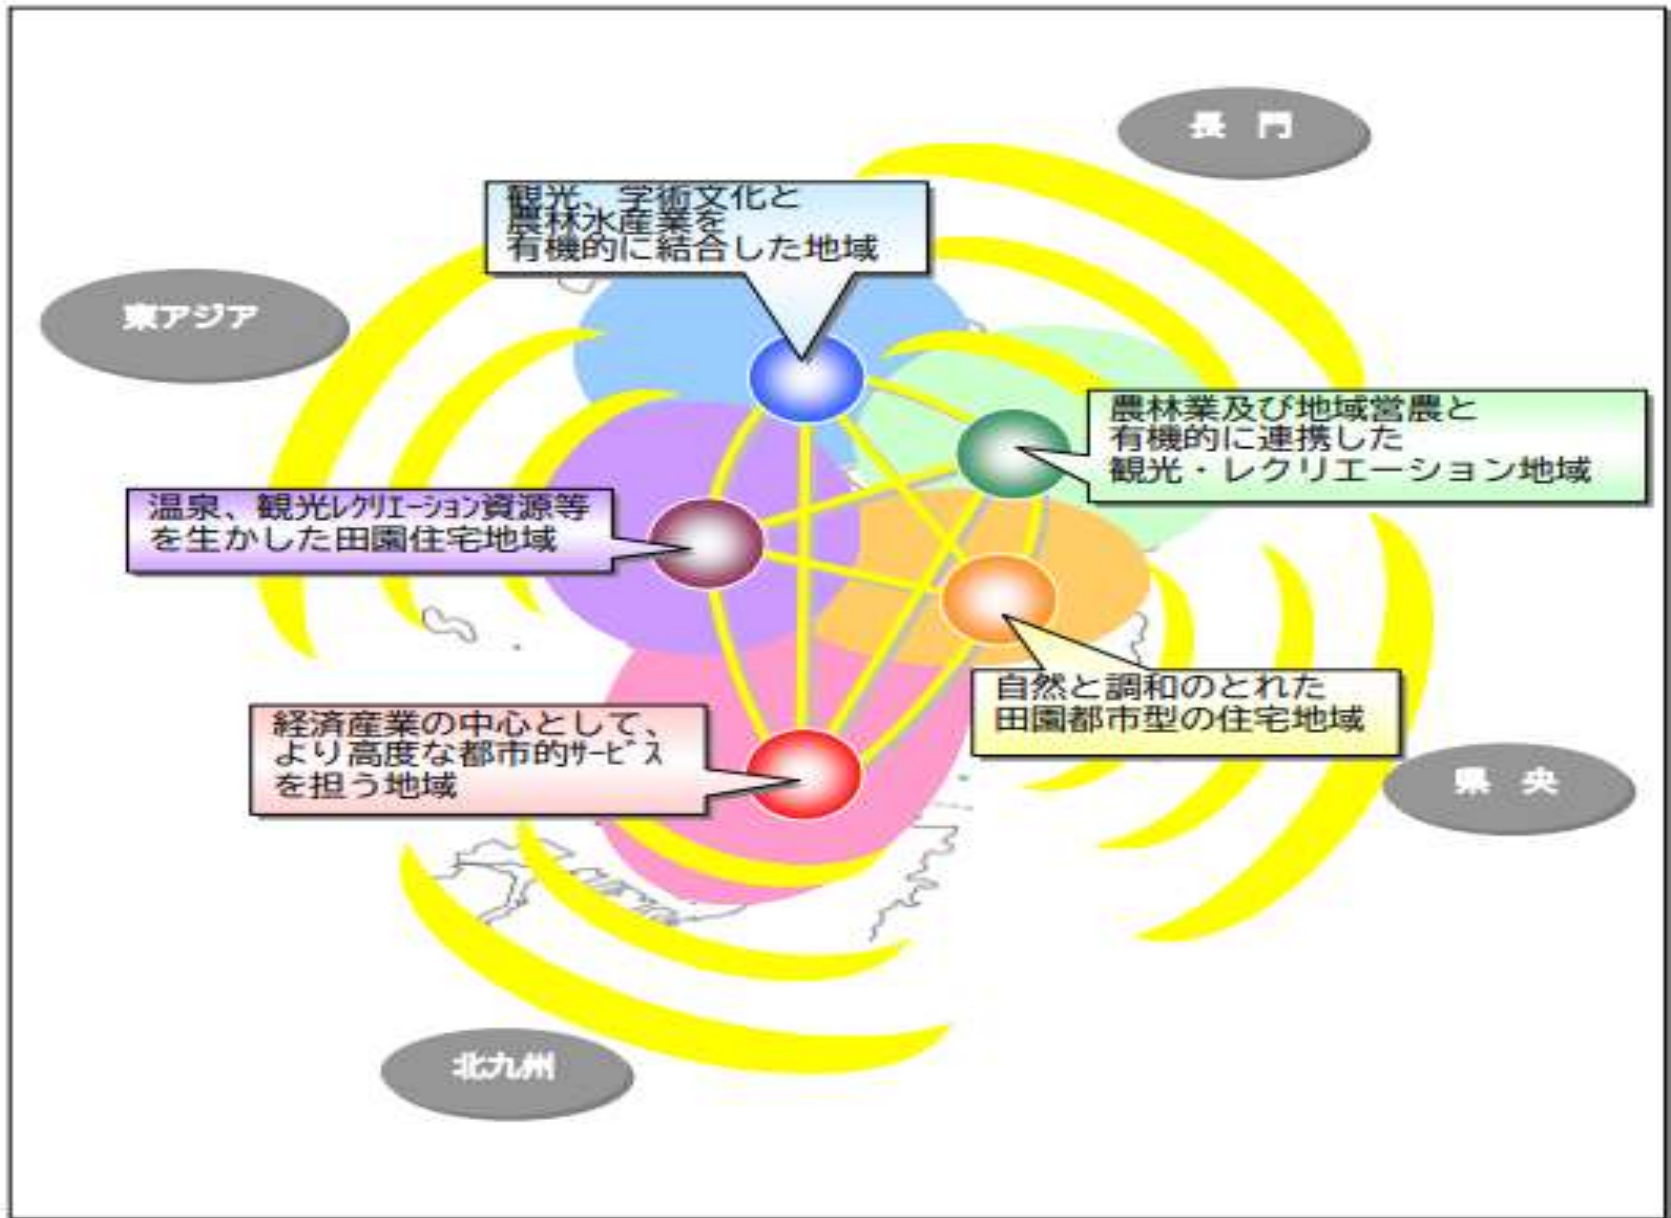 長 門
観光、学術文化と
農林水産業を
有機的に結合した地域
東アジア
農林業及び地域営農と
有機的に連携した
観光・レクリエーション地域
温泉、観光ﾚｸﾘｴｰｼｮﾝ資源等
を生かした田園住宅地域
自然と調和のとれた
田園都市型の住宅地域
経済産業の中心として、
より高度な都市的ｻｰﾋﾞｽ
を担う地域
県 央
北九州